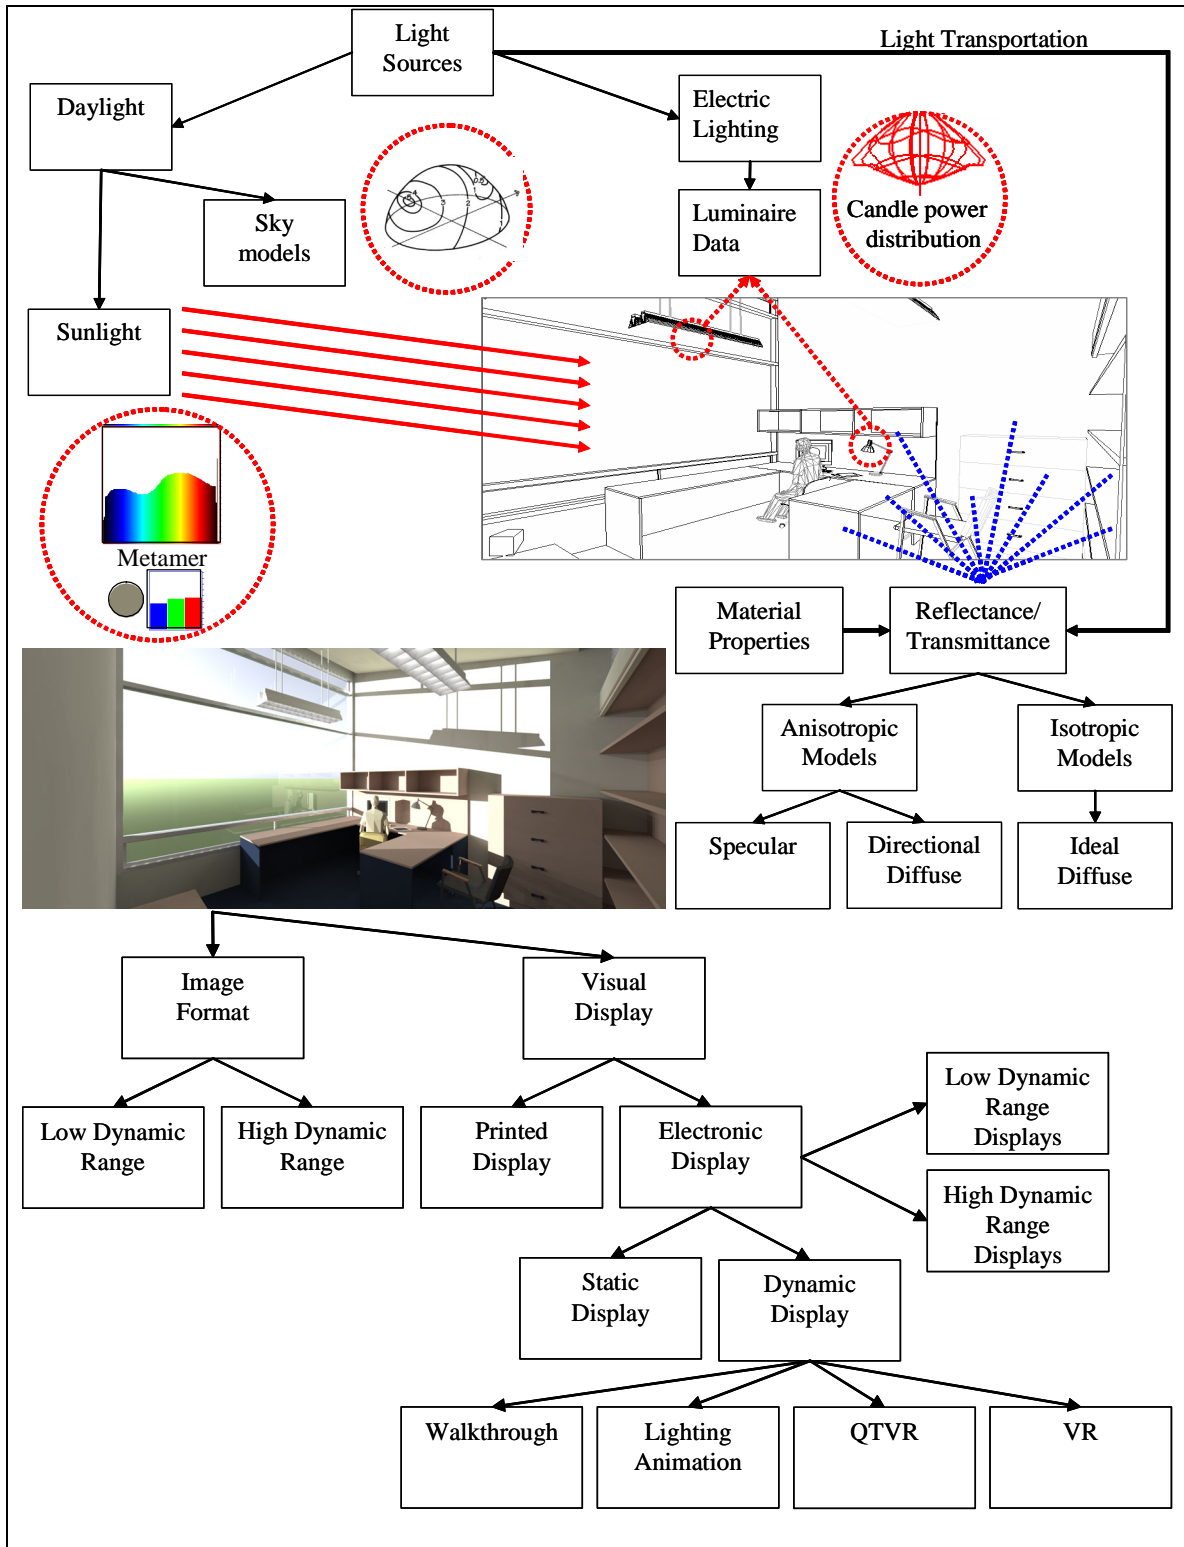 Light
Sources
Light Transportation
Daylight
Electric
Lighting
Sky
models
Luminaire
Data
Candle power
distribution
Sunlight
Metamer
Material
Properties
Reflectance/
Transmittance
Anisotropic
Models
Isotropic
Models
Specular
Directional
Diffuse
Ideal
Diffuse
Image
Format
Visual
Display
Low Dynamic
Range
High Dynamic
Range
Printed
Display
Electronic
Display
Low Dynamic
Range
Displays
High Dynamic
Range
Displays
Static
Display
Dynamic
Display
Walkthrough
Lighting
Animation
QTVR
VR